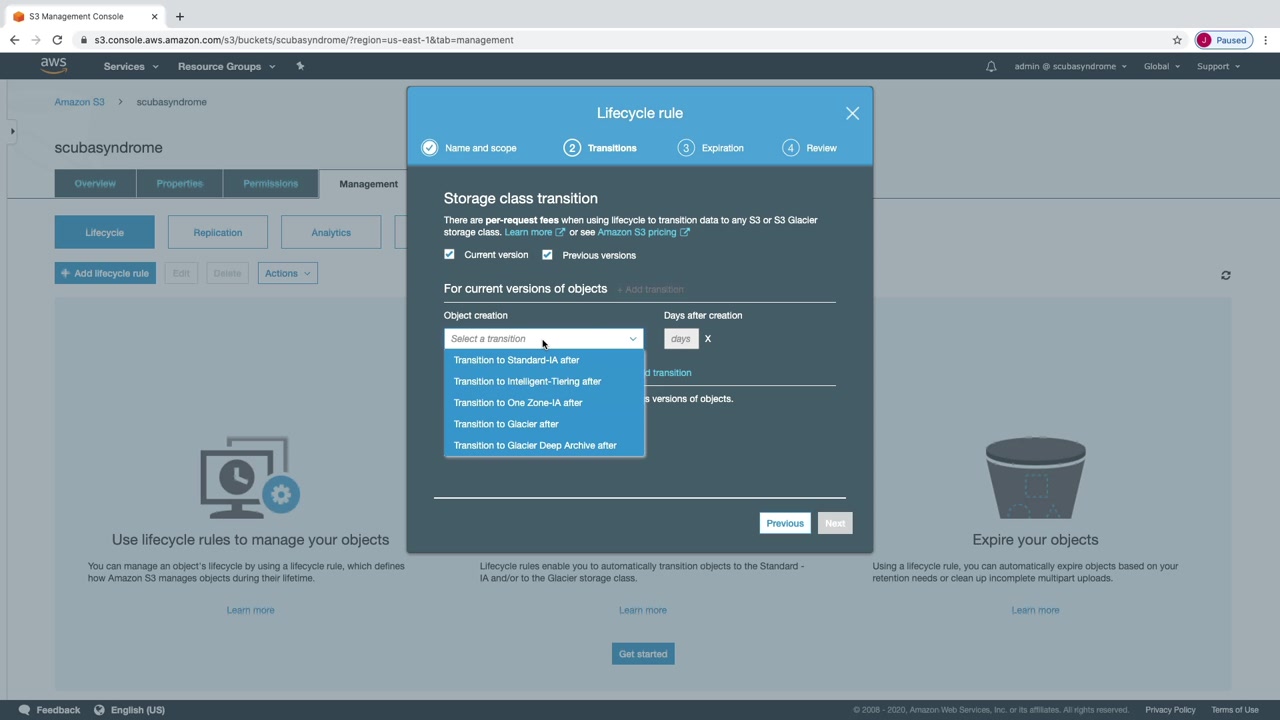 S3 Management Console
s3.console.aws.amazon.com/s3/buckets/scubasyndrome/?region=us-east-1&tab=management
J Paused
aws Services Resource Groups admin @ scubasyndrome Global Support
Amazon S3 > scubasyndrome
scubasyndrome
Overview Properties Permissions Management
Lifecycle Replication Analytics
+ Add lifecycle rule Edit Delete Actions
Lifecycle rule
Name and scope 2 Transitions 3 Expiration 4 Review
Storage class transition
There are per-request fees when using lifecycle to transition data to any S3 or S3 Glacier
storage class. Learn more or see Amazon S3 pricing
Current version Previous versions
For current versions of objects + Add transition
Object creation Days after creation
Select a transition days X
Transition to Standard-IA after
Transition to Intelligent-Tiering after
Transition to One Zone-IA after
Transition to Glacier after
Transition to Glacier Deep Archive after
d transition
s versions of objects.
Previous Next
Use lifecycle rules to manage your objects
You can manage an object's lifecycle by using a lifecycle rule, which defines
how Amazon S3 manages objects during their lifetime.
Learn more
Lifecycle rules enable you to automatically transition objects to the Standard -
IA and/or to the Glacier storage class.
Learn more
Expire your objects
Using a lifecycle rule, you can automatically expire objects based on your
retention needs or clean up incomplete multipart uploads.
Learn more
Get started
Feedback English (US) © 2008 - 2020, Amazon Web Services, Inc. or its affiliates. All rights reserved. Privacy Policy Terms of Use